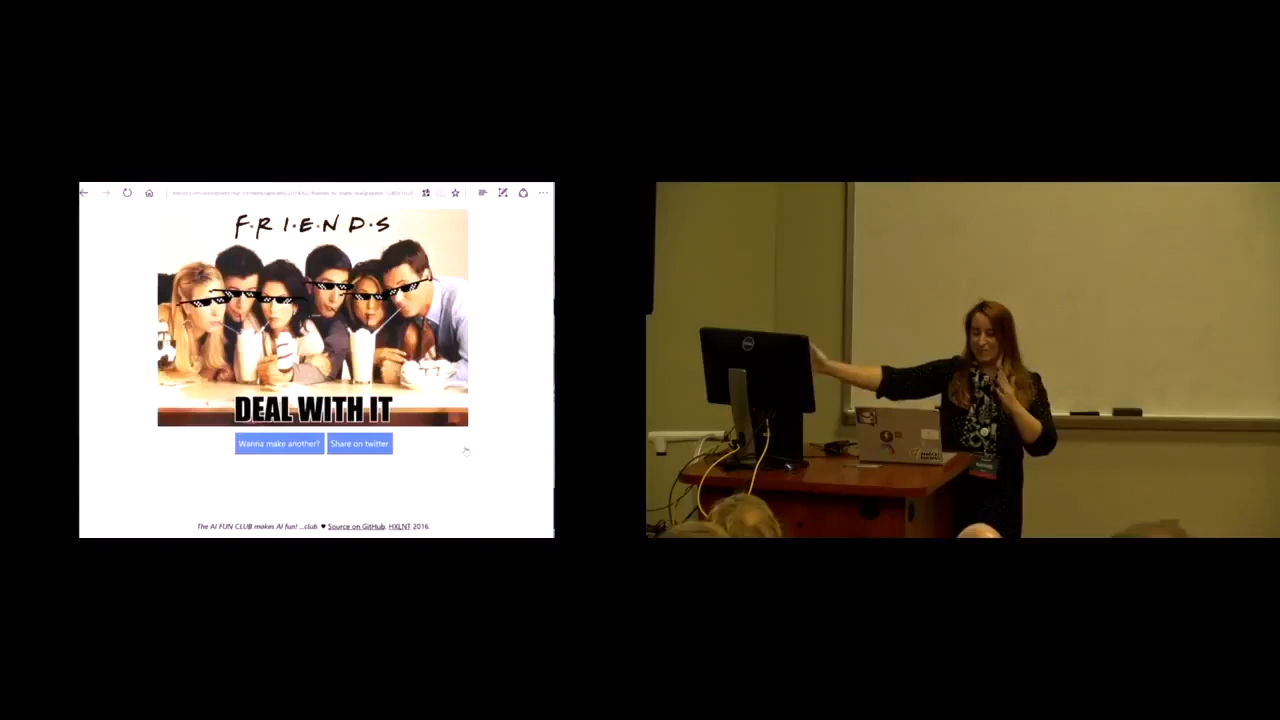 F·R·I·E·N·D·S
DEAL WITH IT
Wanna make another?
Share on twitter
The AI FUN CLUB makes AI fun! ...club ♥ Source on GitHub. HXLNT 2016.
DELL